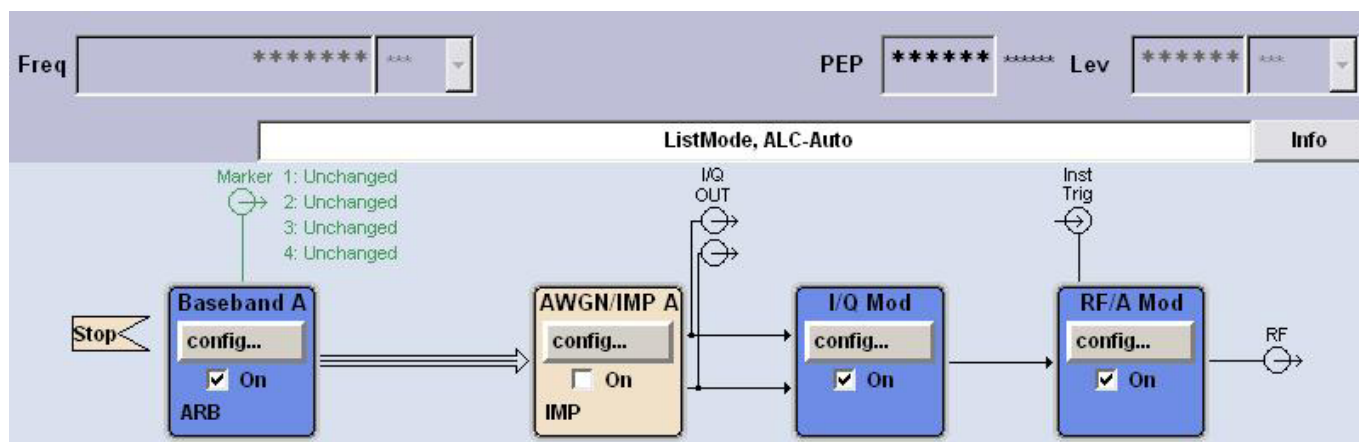 Freq ******* *** PEP ****** ****** Lev ****** ***
ListMode, ALC-Auto Info
Marker 1: Unchanged
2: Unchanged
3: Unchanged
4: Unchanged
I/Q
OUT
Inst
Trig
Stop
Baseband A
config...
On
ARB
AWGN/IMP A
config...
On
IMP
I/Q Mod
config...
On
RF/A Mod
config...
On
RF